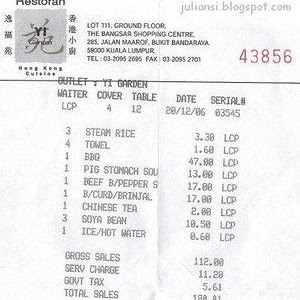 juliansi.blogspot.com
Restoran
逸福苑
YI
Garden
香港小廚
Hong Kong
Cuisine
LOT 111, GROUND FLOOR,
THE BANGSAR SHOPPING CENTRE,
285, JALAN MAAROF, BUKIT BANDARAYA
59000 KUALA LUMPUR.
TEL: 03-2095 2695 FAX: 03-2095 2701
43856
OUTLET : YI GARDEN
WAITER COVER TABLE DATE SERIAL#
LCP 4 12 20/12/06 03545
3 STEAM RICE 3.30 LCP
4 TOWEL 1.60 LCP
1 BBQ 47.00 LCP
1 PIG STOMACH SOU 13.00 LCP
1 BEEF B/PEPPER S 17.00 LCP
1 B/CURD/BRINJAL 17.00 LCP
1 CHINESE TEA 2.00 LCP
3 SOYA BEAN 10.50 LCP
1 ICE/HOT WATER 0.60 LCP
GROSS SALES 112.00
SERV CHARGE 11.20
GOVT TAX 5.61
TOTAL SALES